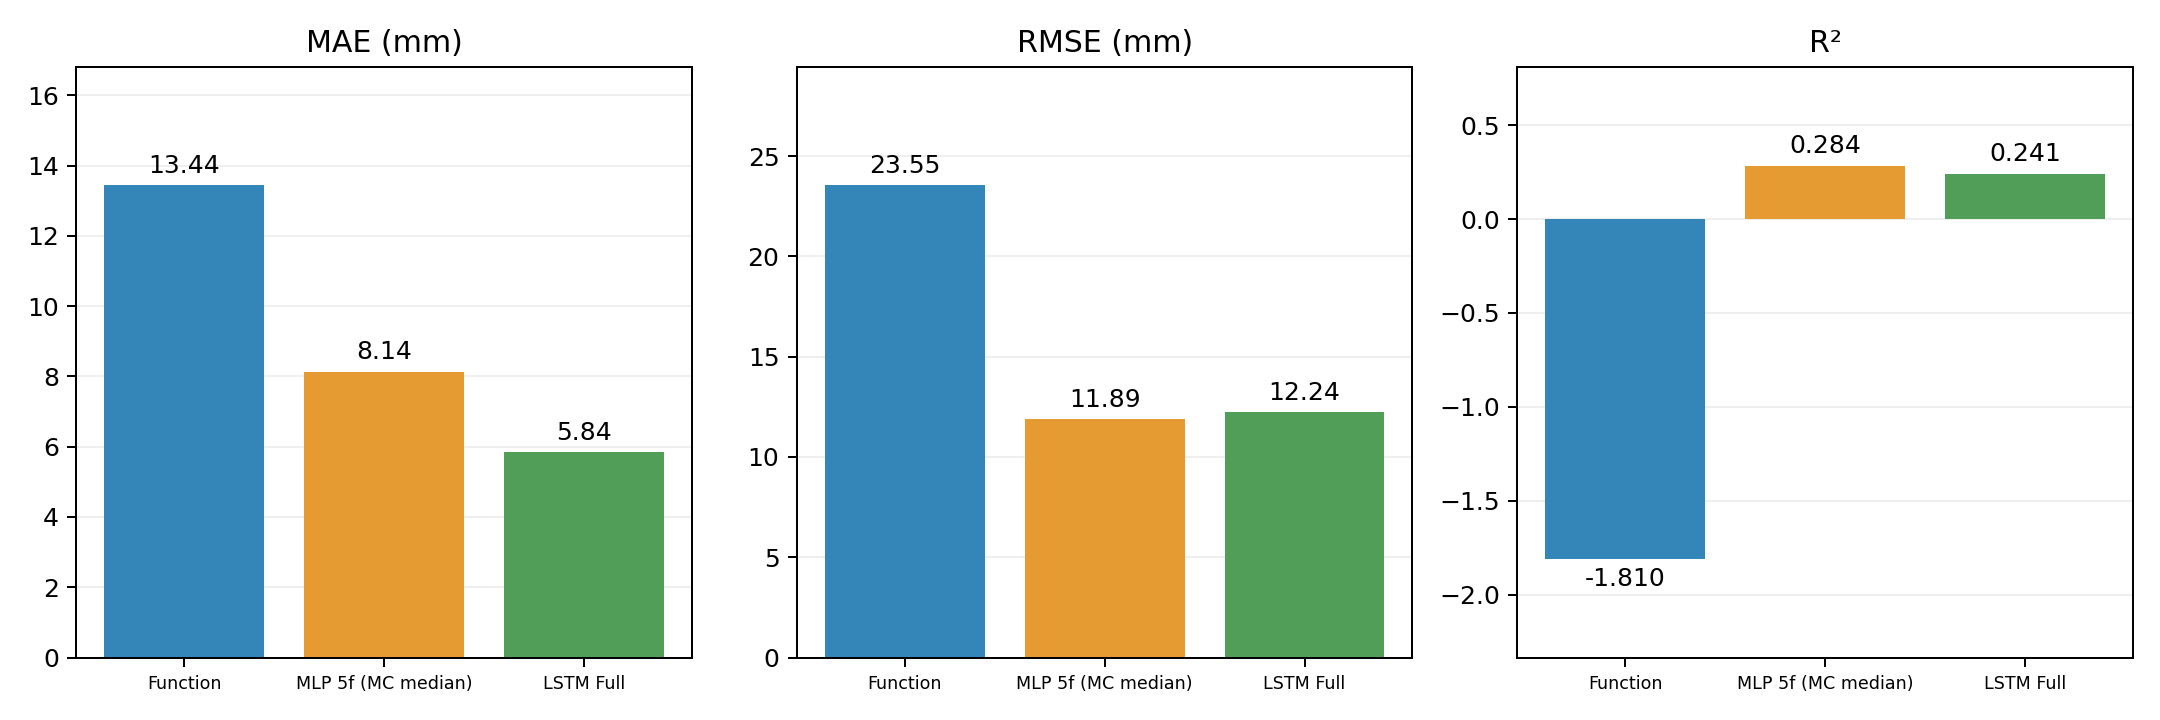 MAE (mm)
16
14
12
10
8
6
4
2
0
13.44
8.14
5.84
Function
MLP 5f (MC median)
LSTM Full
RMSE (mm)
25
20
15
10
5
0
23.55
11.89
12.24
Function
MLP 5f (MC median)
LSTM Full
R²
0.5
0.0
−0.5
−1.0
−1.5
−2.0
-1.810
0.284
0.241
Function
MLP 5f (MC median)
LSTM Full